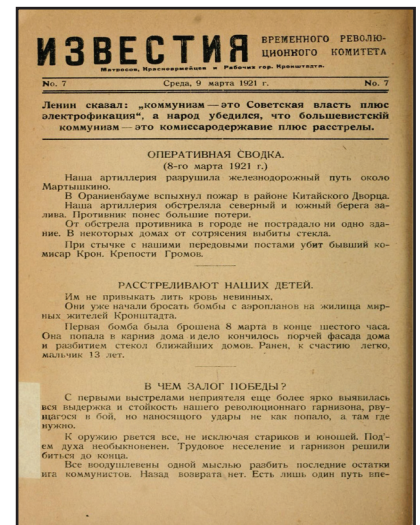 ИЗВЕСТИЯ
ВРЕМЕННОГО РЕВОЛЮ-
ЦИОННОГО КОМИТЕТА
Матросов, Красноармейцев и Рабочих гор. Кронштадта.
No. 7 Среда, 9 марта 1921 г. No. 7
Ленин сказал: „коммунизм — это Советская власть плюс
электрофикация“, а народ убедился, что большевистскій
коммунизм — это комиссародержавие плюс расстрелы.
ОПЕРАТИВНАЯ СВОДКА.
(8-го марта 1921 г.)
Наша артиллерия разрушила железнодорожный путь около
Мартышкино.
В Ораниенбауме вспыхнул пожар в районе Китайского Дворца.
Наша артиллерия обстреляла северный и южный берега за-
лива. Противник понес большие потери.
От обстрела противника в городе не пострадало ни одно зда-
ние. В некоторых домах от сотрясения выбиты стекла.
При стычке с нашими передовыми постами убит бывший ко-
мисар Крон. Крепости Громов.
РАССТРЕЛИВАЮТ НАШИХ ДЕТЕЙ.
Им не привыкать лить кровь невинных.
Они уже начали бросать бомбы с аэропланов на жилища мир-
ных жителей Кронштадта.
Первая бомба была брошена 8 марта в конце шестого часа.
Она попала в карниз дома и дело кончилось порчей фасада дома
и разбитием стекол ближайших домов. Ранен, к счастию легко,
мальчик 13 лет.
В ЧЕМ ЗАЛОГ ПОБЕДЫ?
С первыми выстрелами неприятеля еще более ярко выявилась
вся выдержка и стойкость нашего революционнаго гарнизона, рву-
щагося в бой, но наносящого удары не как попало, а там где
нужно.
К оружию рвется все, не исключая стариков и юношей. Под'-
ем духа необыкновенен. Трудовое население и гарнизон решили
биться до конца.
Все воодушевлены одной мыслью разбить последние остатки
ига коммунистов. Назад возврата нет. Есть лишь один путь впе-